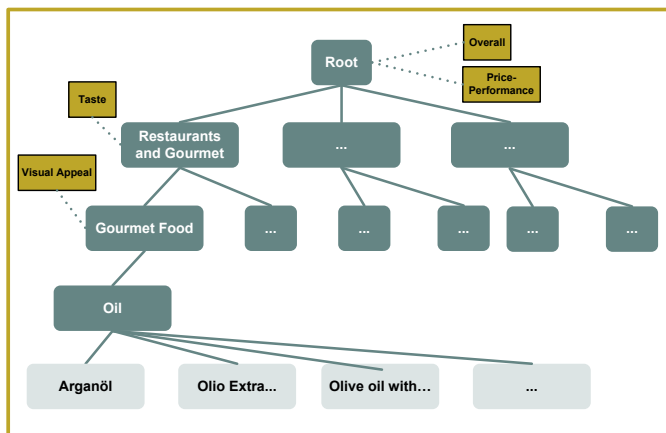 Overall
Root
Price-
Performance
Taste
Restaurants
and Gourmet
...
...
Visual Appeal
Gourmet Food
...
...
...
...
...
Oil
Arganöl
Olio Extra...
Olive oil with...
...